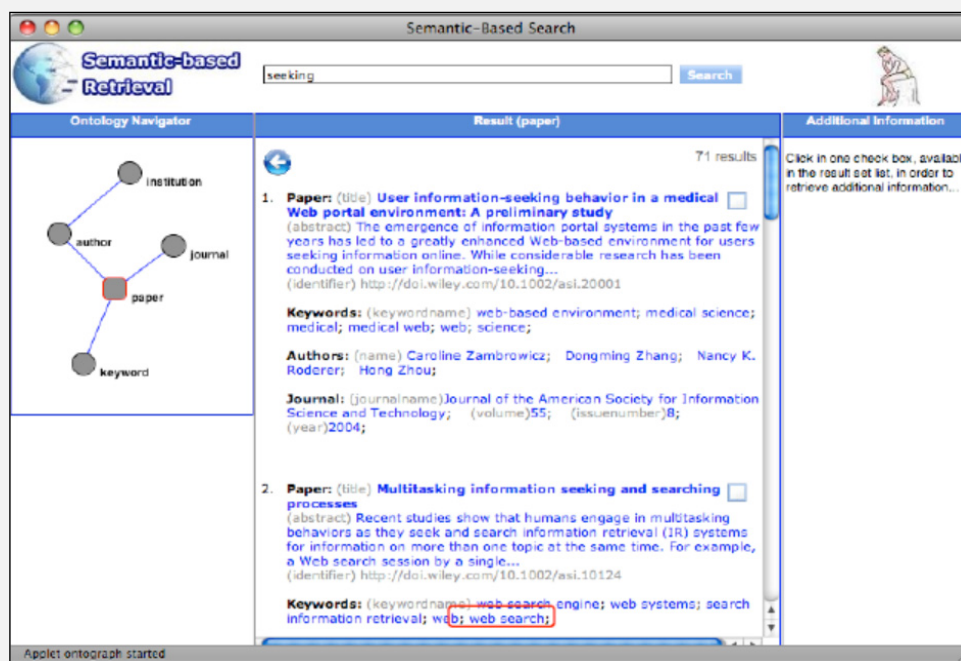 Semantic-Based Search
Semantic-based
Retrieval
seeking
Search
Ontology Navigator
Result (paper)
Additional Information
institution
author
journal
paper
keyword
71 results
1. Paper: (title) User information-seeking behavior in a medical
Web portal environment: A preliminary study
(abstract) The emergence of information portal systems in the past few
years has led to a greatly enhanced Web-based environment for users
seeking information online. While considerable research has been
conducted on user information-seeking...
(identifier) http://doi.wiley.com/10.1002/asi.20001
Keywords: (keywordname) web-based environment; medical science;
medical; medical web; web; science;
Authors: (name) Caroline Zambrowicz; Dongming Zhang; Nancy K.
Roderer; Hong Zhou;
Journal: (journalname)Journal of the American Society for Information
Science and Technology; (volume)55; (issuenumber)8;
(year)2004;
2. Paper: (title) Multitasking information seeking and searching
processes
(abstract) Recent studies show that humans engage in multitasking
behaviors as they seek and search information retrieval (IR) systems
for information on more than one topic at the same time. For example,
a Web search session by a single...
(identifier) http://doi.wiley.com/10.1002/asi.10124
Keywords: (keywordname) web search engine; web systems; search
information retrieval; web; web search;
Click in one check box, availabl
in the result set list, in order to
retrieve additional information...
Applet ontograph started